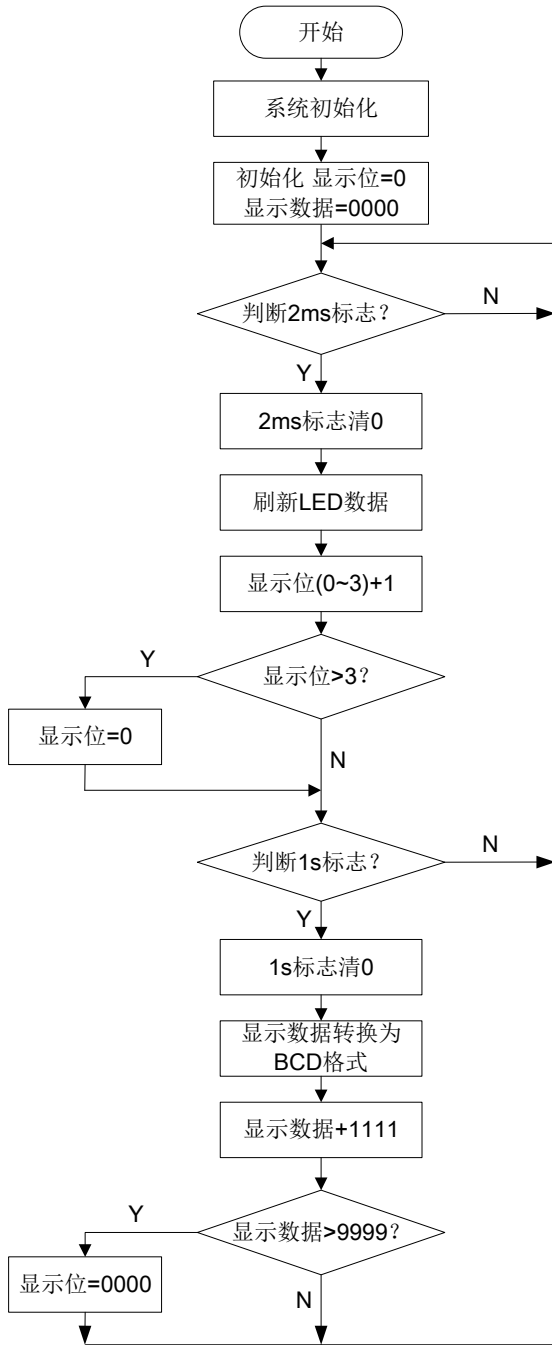 开始
系统初始化
初始化 显示位=0
显示数据=0000
判断2ms标志？
N
Y
2ms标志清0
刷新LED数据
显示位(0~3)+1
Y
显示位>3？
显示位=0
N
判断1s标志？
N
Y
1s标志清0
显示数据转换为
BCD格式
显示数据+1111
Y
显示数据>9999？
显示位=0000
N